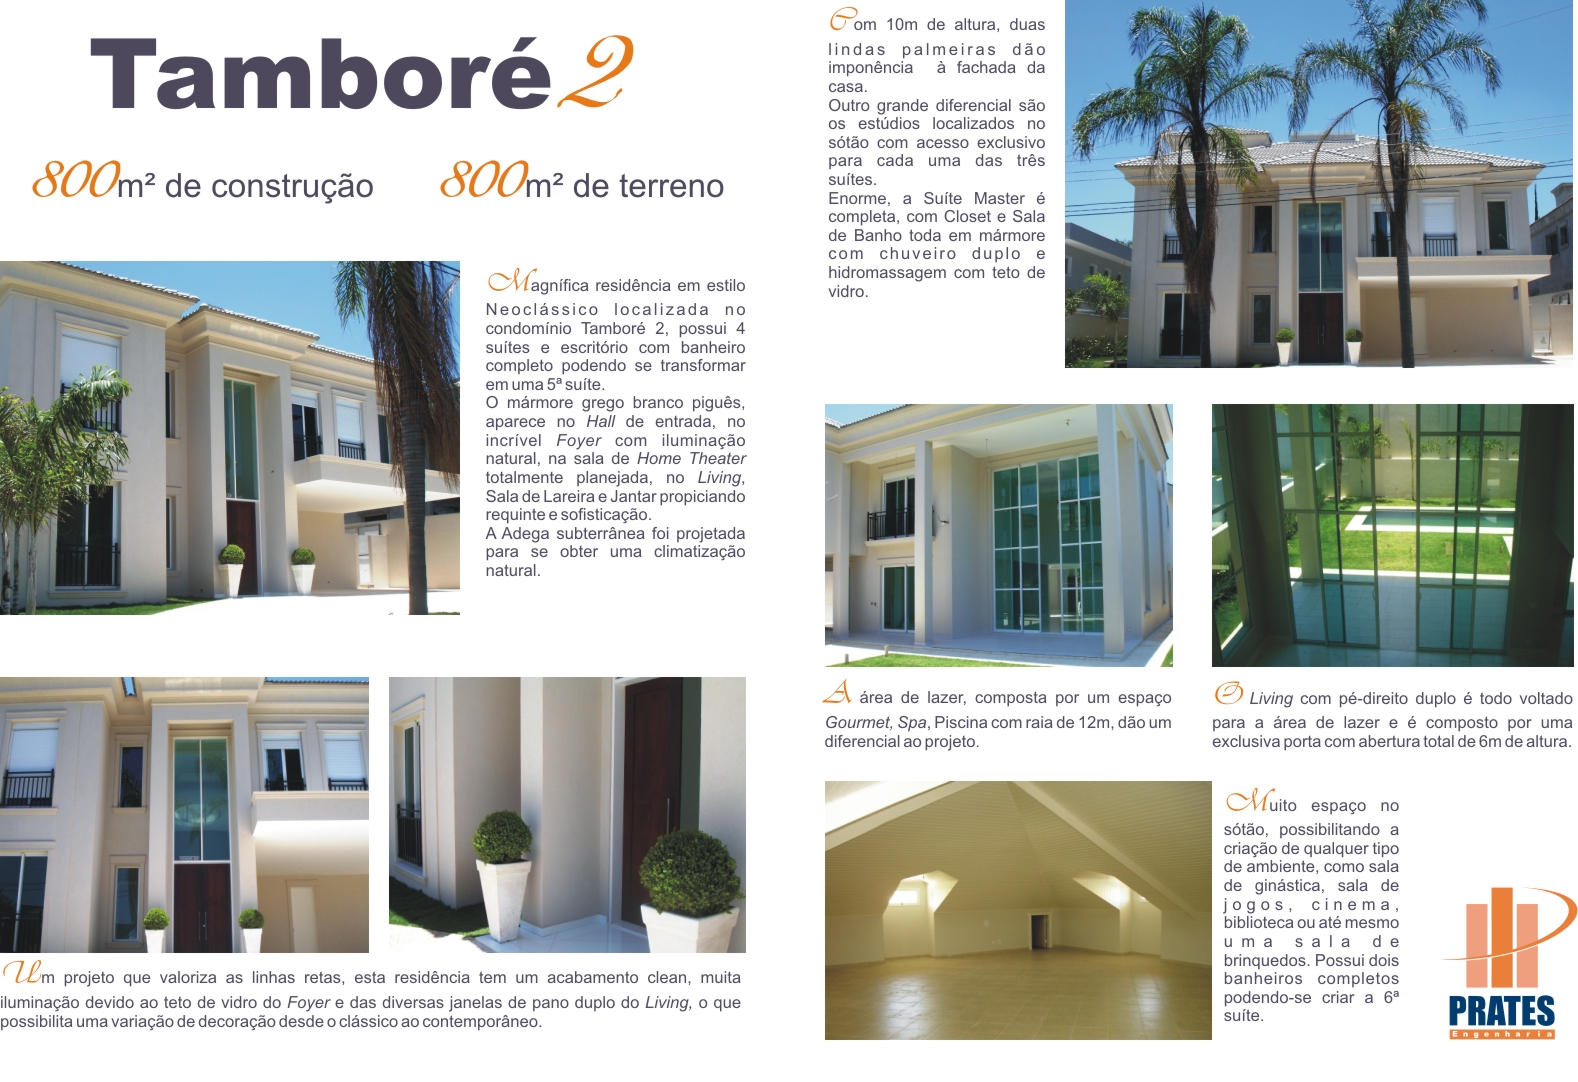 Tamboré 2
800m² de construção
800m² de terreno
Magnífica residência em estilo
Neoclássico localizada no
condomínio Tamboré 2, possui 4
suítes e escritório com banheiro
completo podendo se transformar
em uma 5ª suíte.
O mármore grego branco piguês,
aparece no Hall de entrada, no
incrível Foyer com iluminação
natural, na sala de Home Theater
totalmente planejada, no Living,
Sala de Lareira e Jantar propiciando
requinte e sofisticação.
A Adega subterrânea foi projetada
para se obter uma climatização
natural.
Um projeto que valoriza as linhas retas, esta residência tem um acabamento clean, muita
iluminação devido ao teto de vidro do Foyer e das diversas janelas de pano duplo do Living, o que
possibilita uma variação de decoração desde o clássico ao contemporâneo.
Com 10m de altura, duas
lindas palmeiras dão
imponência à fachada da
casa.
Outro grande diferencial são
os estúdios localizados no
sótão com acesso exclusivo
para cada uma das três
suítes.
Enorme, a Suíte Master é
completa, com Closet e Sala
de Banho toda em mármore
com chuveiro duplo e
hidromassagem com teto de
vidro.
A área de lazer, composta por um espaço
Gourmet, Spa, Piscina com raia de 12m, dão um
diferencial ao projeto.
O Living com pé-direito duplo é todo voltado
para a área de lazer e é composto por uma
exclusiva porta com abertura total de 6m de altura.
Muito espaço no
sótão, possibilitando a
criação de qualquer tipo
de ambiente, como sala
de ginástica, sala de
jogos, cinema,
biblioteca ou até mesmo
uma sala de
brinquedos. Possui dois
banheiros completos
podendo-se criar a 6ª
suíte.
PRATES
Engenharia